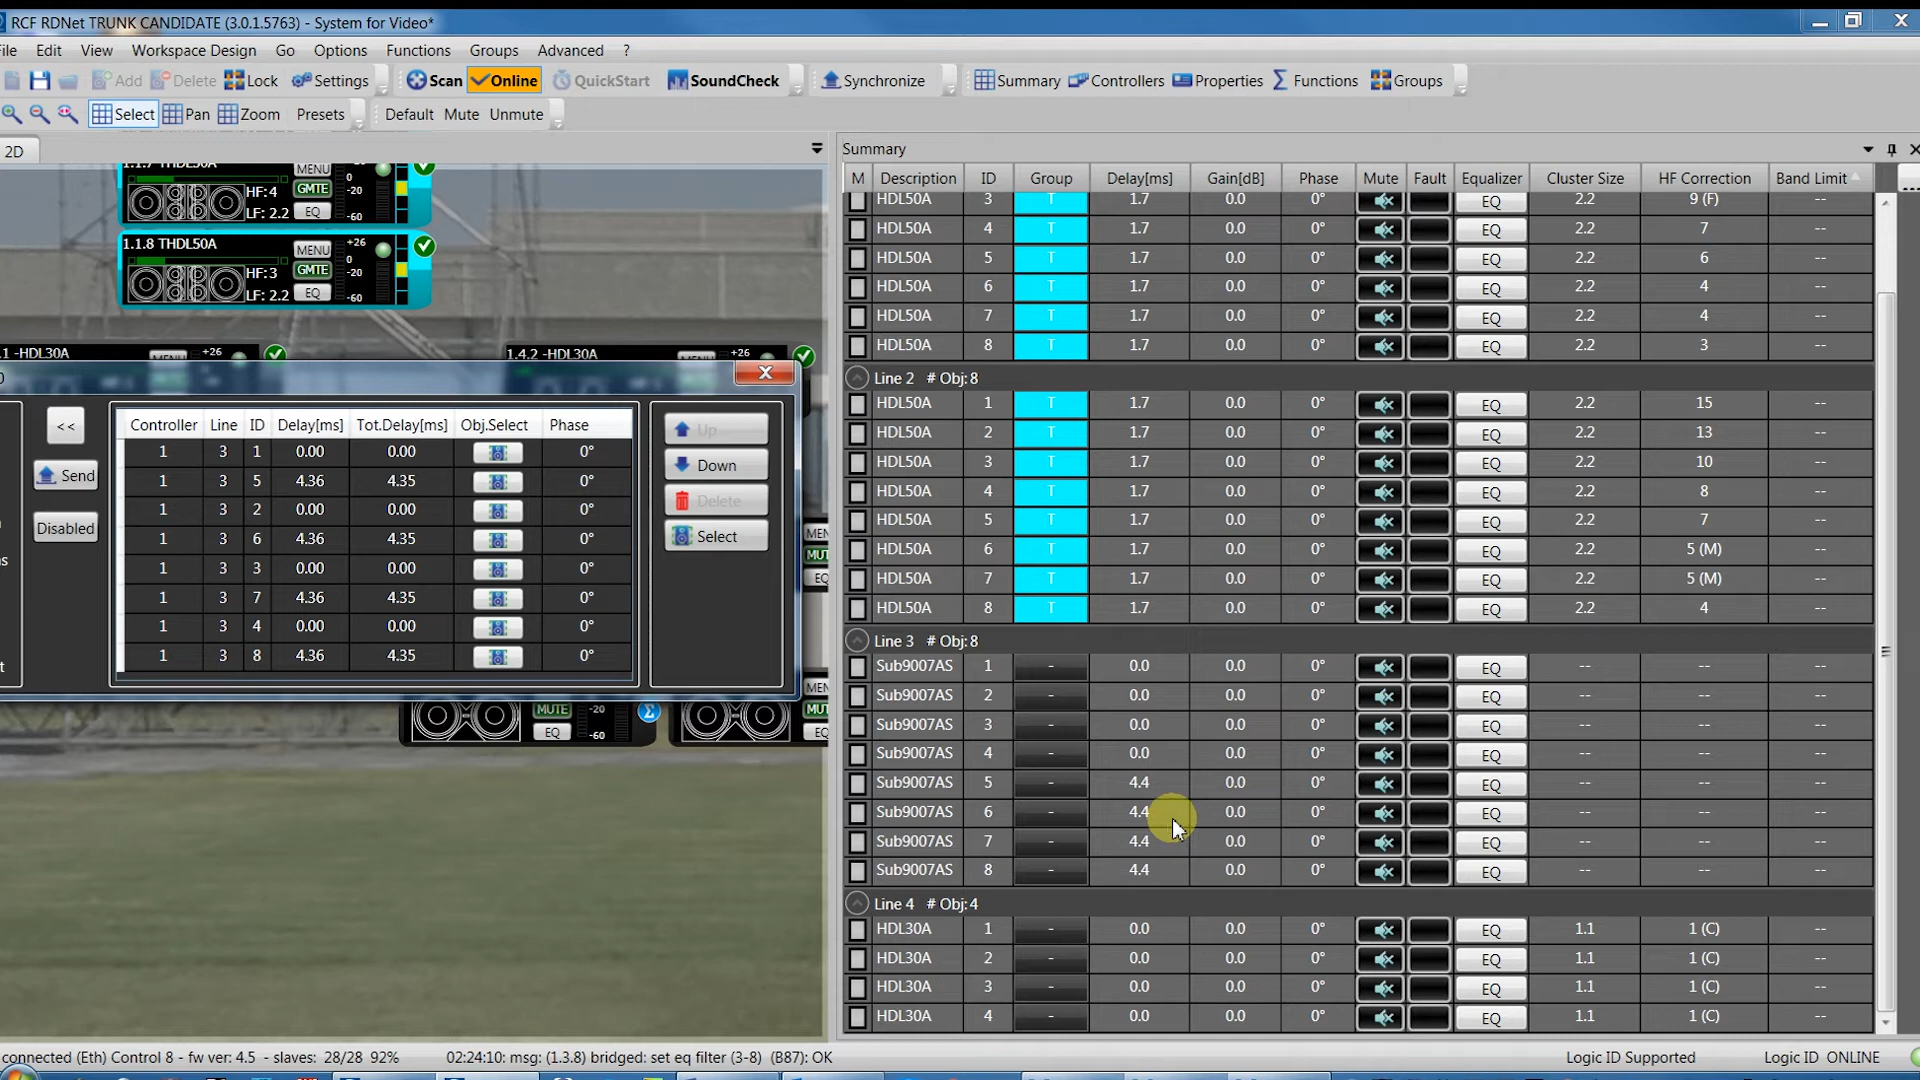 RCF RDNet TRUNK CANDIDATE (3.0.1.5763) - System for Video*
File Edit View Workspace Design Go Options Functions Groups Advanced ?
Add Delete Lock Settings Scan Online QuickStart SoundCheck Synchronize Summary Controllers Properties Functions Groups
Select Pan Zoom Presets Default Mute Unmute
2D
1.1.7 THDL50A
MENU
HF: 4 GMTE -20
LF: 2.2 EQ -60
1.1.8 THDL50A
MENU +26
0
HF: 3 GMTE -20
LF: 2.2 EQ -60
.1 -HDL30A MENU +26
1.4.2 -HDL30A MENU +26
Controller Line ID Delay[ms] Tot.Delay[ms] Obj.Select Phase
1 3 1 0.00 0.00 0°
1 3 5 4.36 4.35 0°
1 3 2 0.00 0.00 0°
1 3 6 4.36 4.35 0°
1 3 3 0.00 0.00 0°
1 3 7 4.36 4.35 0°
1 3 4 0.00 0.00 0°
1 3 8 4.36 4.35 0°
<<
Send
Disabled
Up
Down
Delete
Select
MUTE -20
EQ -60
Summary
M Description ID Group Delay[ms] Gain[dB] Phase Mute Fault Equalizer Cluster Size HF Correction Band Limit
HDL50A 3 T 1.7 0.0 0° EQ 2.2 9 (F) --
HDL50A 4 T 1.7 0.0 0° EQ 2.2 7 --
HDL50A 5 T 1.7 0.0 0° EQ 2.2 6 --
HDL50A 6 T 1.7 0.0 0° EQ 2.2 4 --
HDL50A 7 T 1.7 0.0 0° EQ 2.2 4 --
HDL50A 8 T 1.7 0.0 0° EQ 2.2 3 --
Line 2 # Obj: 8
HDL50A 1 T 1.7 0.0 0° EQ 2.2 15 --
HDL50A 2 T 1.7 0.0 0° EQ 2.2 13 --
HDL50A 3 T 1.7 0.0 0° EQ 2.2 10 --
HDL50A 4 T 1.7 0.0 0° EQ 2.2 8 --
HDL50A 5 T 1.7 0.0 0° EQ 2.2 7 --
HDL50A 6 T 1.7 0.0 0° EQ 2.2 5 (M) --
HDL50A 7 T 1.7 0.0 0° EQ 2.2 5 (M) --
HDL50A 8 T 1.7 0.0 0° EQ 2.2 4 --
Line 3 # Obj: 8
Sub9007AS 1 - 0.0 0.0 0° EQ -- -- --
Sub9007AS 2 - 0.0 0.0 0° EQ -- -- --
Sub9007AS 3 - 0.0 0.0 0° EQ -- -- --
Sub9007AS 4 - 0.0 0.0 0° EQ -- -- --
Sub9007AS 5 - 4.4 0.0 0° EQ -- -- --
Sub9007AS 6 - 4.4 0.0 0° EQ -- -- --
Sub9007AS 7 - 4.4 0.0 0° EQ -- -- --
Sub9007AS 8 - 4.4 0.0 0° EQ -- -- --
Line 4 # Obj: 4
HDL30A 1 - 0.0 0.0 0° EQ 1.1 1 (C) --
HDL30A 2 - 0.0 0.0 0° EQ 1.1 1 (C) --
HDL30A 3 - 0.0 0.0 0° EQ 1.1 1 (C) --
HDL30A 4 - 0.0 0.0 0° EQ 1.1 1 (C) --
connected (Eth) Control 8 - fw ver: 4.5 - slaves: 28/28 92% 02:24:10: msg: (1.3.8) bridged: set eq filter (3-8) (B87): OK Logic ID Supported Logic ID ONLINE